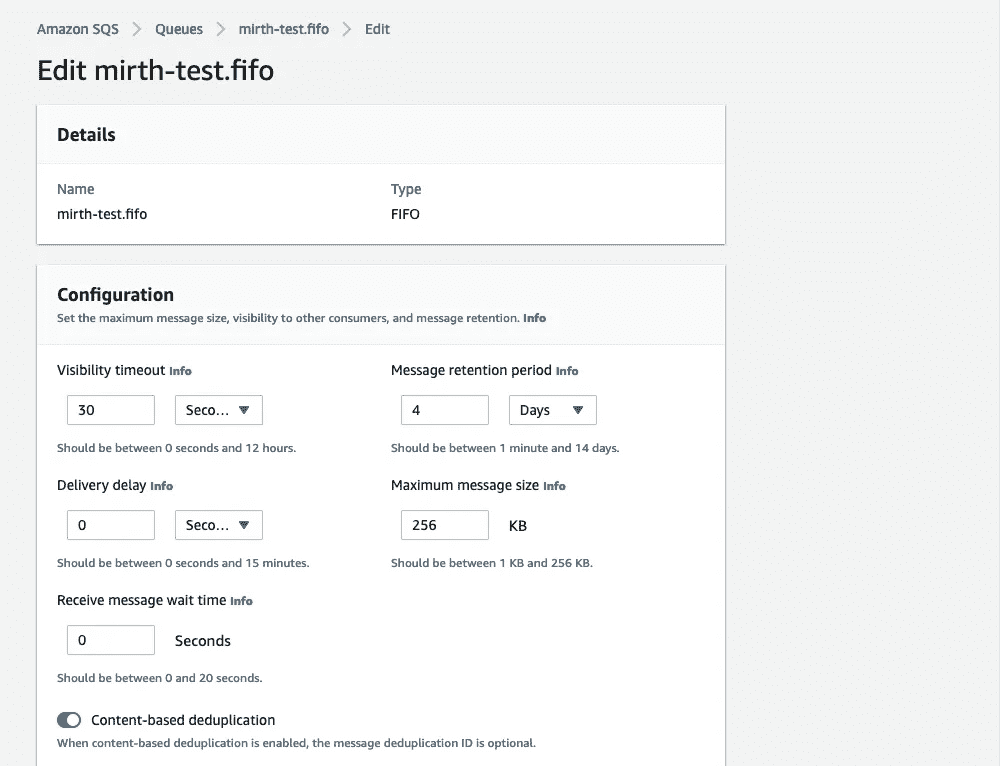 Amazon SQS > Queues > mirth-test.fifo > Edit
Edit mirth-test.fifo
Details
Name Type
mirth-test.fifo FIFO
Configuration
Set the maximum message size, visibility to other consumers, and message retention. Info
Visibility timeout Info Message retention period Info
30 Seco... 4 Days
Should be between 0 seconds and 12 hours. Should be between 1 minute and 14 days.
Delivery delay Info Maximum message size Info
0 Seco... 256 KB
Should be between 0 seconds and 15 minutes. Should be between 1 KB and 256 KB.
Receive message wait time Info
0 Seconds
Should be between 0 and 20 seconds.
Content-based deduplication
When content-based deduplication is enabled, the message deduplication ID is optional.